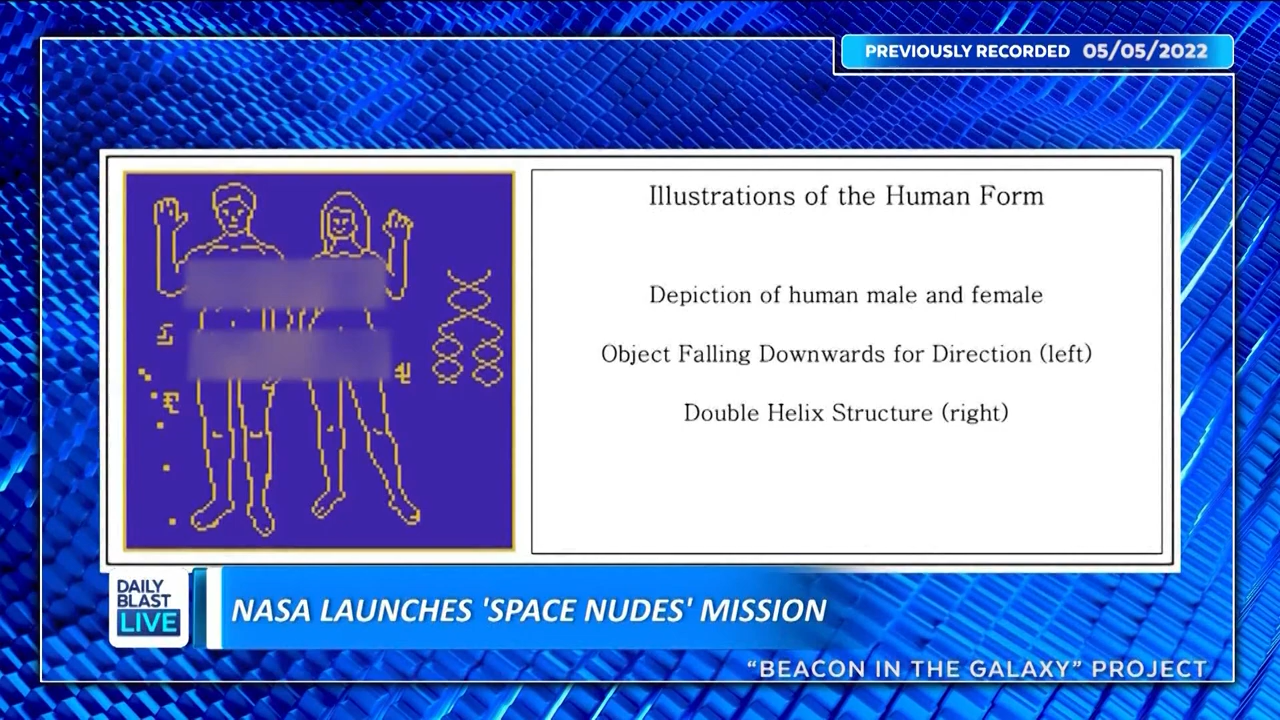 PREVIOUSLY RECORDED 05/05/2022
Illustrations of the Human Form
Depiction of human male and female
Object Falling Downwards for Direction (left)
Double Helix Structure (right)
DAILY
BLAST
LIVE
NASA LAUNCHES 'SPACE NUDES' MISSION
“BEACON IN THE GALAXY” PROJECT